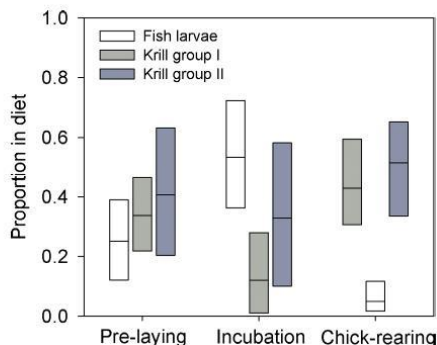 Proportion in diet
1.0
0.8
0.6
0.4
0.2
0.0
Fish larvae
Krill group I
Krill group II
Pre-laying
Incubation
Chick-rearing